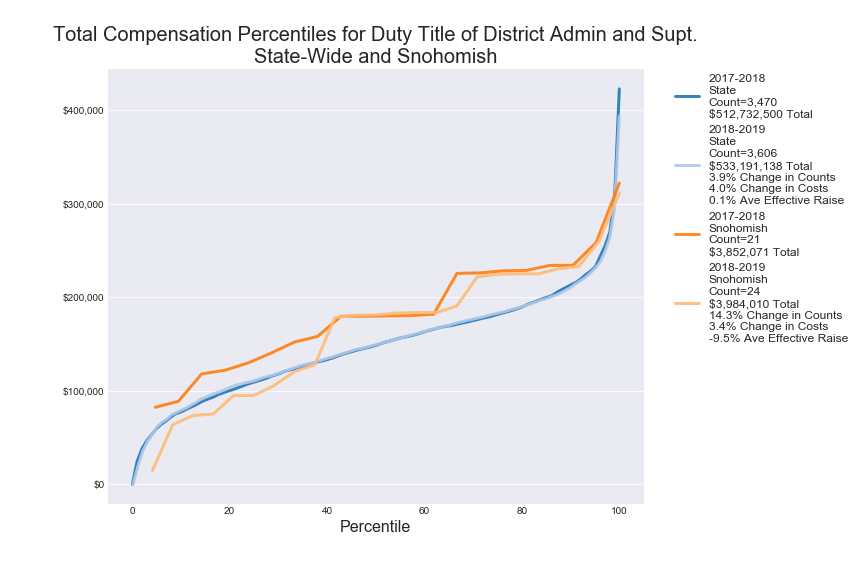 Total Compensation Percentiles for Duty Title of District Admin and Supt.
State-Wide and Snohomish
$400,000
$300,000
$200,000
$100,000
$0
0
20
40
60
80
100
Percentile
2017-2018
State
Count=3,470
$512,732,500 Total
2018-2019
State
Count=3,606
$533,191,138 Total
3.9% Change in Counts
4.0% Change in Costs
0.1% Ave Effective Raise
2017-2018
Snohomish
Count=21
$3,852,071 Total
2018-2019
Snohomish
Count=24
$3,984,010 Total
14.3% Change in Counts
3.4% Change in Costs
-9.5% Ave Effective Raise